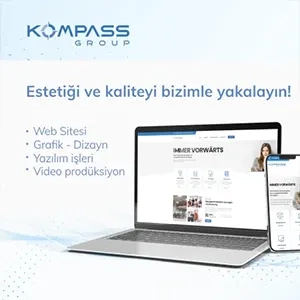 KOMPASS
GROUP
Estetiği ve kaliteyi bizimle yakalayın!
• Web Sitesi
• Grafik - Dizayn
• Yazılım işleri
• Video prodüksiyon
IMMER VORWÄRTS